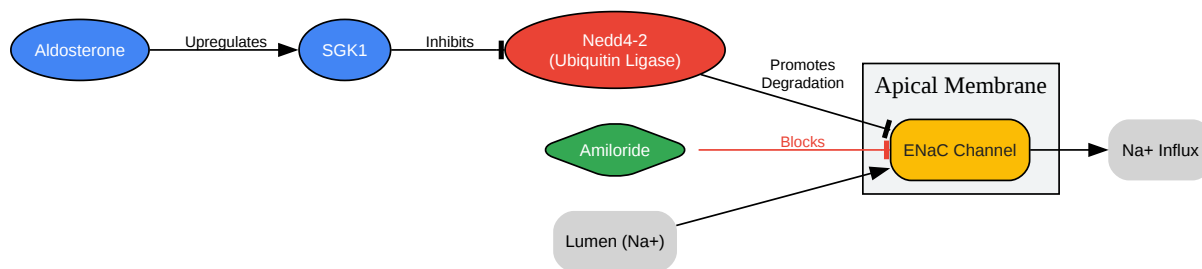 Aldosterone
Upregulates
SGK1
Inhibits
Nedd4-2
(Ubiquitin Ligase)
Promotes
Degradation
Apical Membrane
Amiloride
Blocks
ENaC Channel
Na+ Influx
Lumen (Na+)